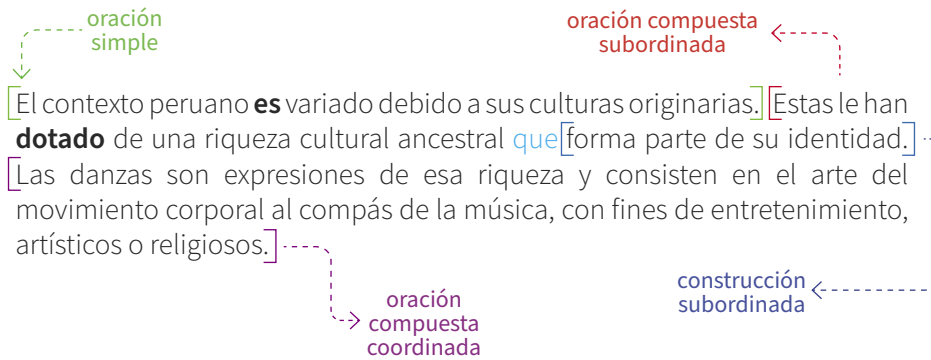 oración
simple
oración compuesta
subordinada
El contexto peruano es variado debido a sus culturas originarias. Estas le han
dotado de una riqueza cultural ancestral que forma parte de su identidad.
Las danzas son expresiones de esa riqueza y consisten en el arte del
movimiento corporal al compás de la música, con fines de entretenimiento,
artísticos o religiosos.
construcción
subordinada
oración
compuesta
coordinada